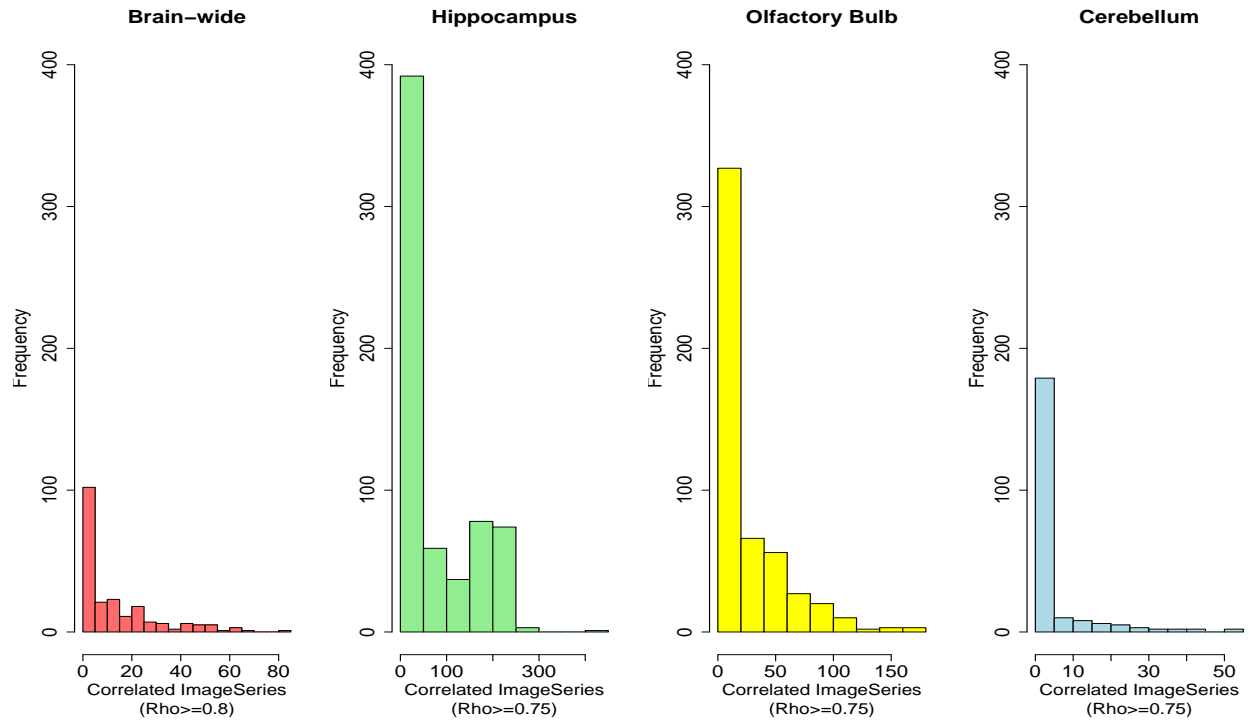 Brain−wide
Frequency
0
100
200
300
400
0 20 40 60 80
Correlated ImageSeries
(Rho>=0.8)
Hippocampus
Frequency
0
100
200
300
400
0 100 300
Correlated ImageSeries
(Rho>=0.75)
Olfactory Bulb
Frequency
0
100
200
300
400
0 50 100 150
Correlated ImageSeries
(Rho>=0.75)
Cerebellum
Frequency
0
100
200
300
400
0 10 30 50
Correlated ImageSeries
(Rho>=0.75)